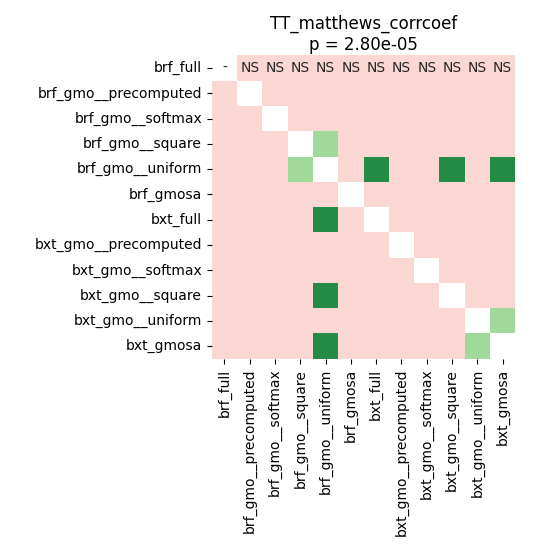 TT_matthews_corrcoef
p = 2.80e-05
brf_full - NS NS NS NS NS NS NS NS NS NS NS
brf_gmo__precomputed
brf_gmo__softmax
brf_gmo__square
brf_gmo__uniform
brf_gmosa
bxt_full
bxt_gmo__precomputed
bxt_gmo__softmax
bxt_gmo__square
bxt_gmo__uniform
bxt_gmosa
brf_full
brf_gmo__precomputed
brf_gmo__softmax
brf_gmo__square
brf_gmo__uniform
brf_gmosa
bxt_full
bxt_gmo__precomputed
bxt_gmo__softmax
bxt_gmo__square
bxt_gmo__uniform
bxt_gmosa